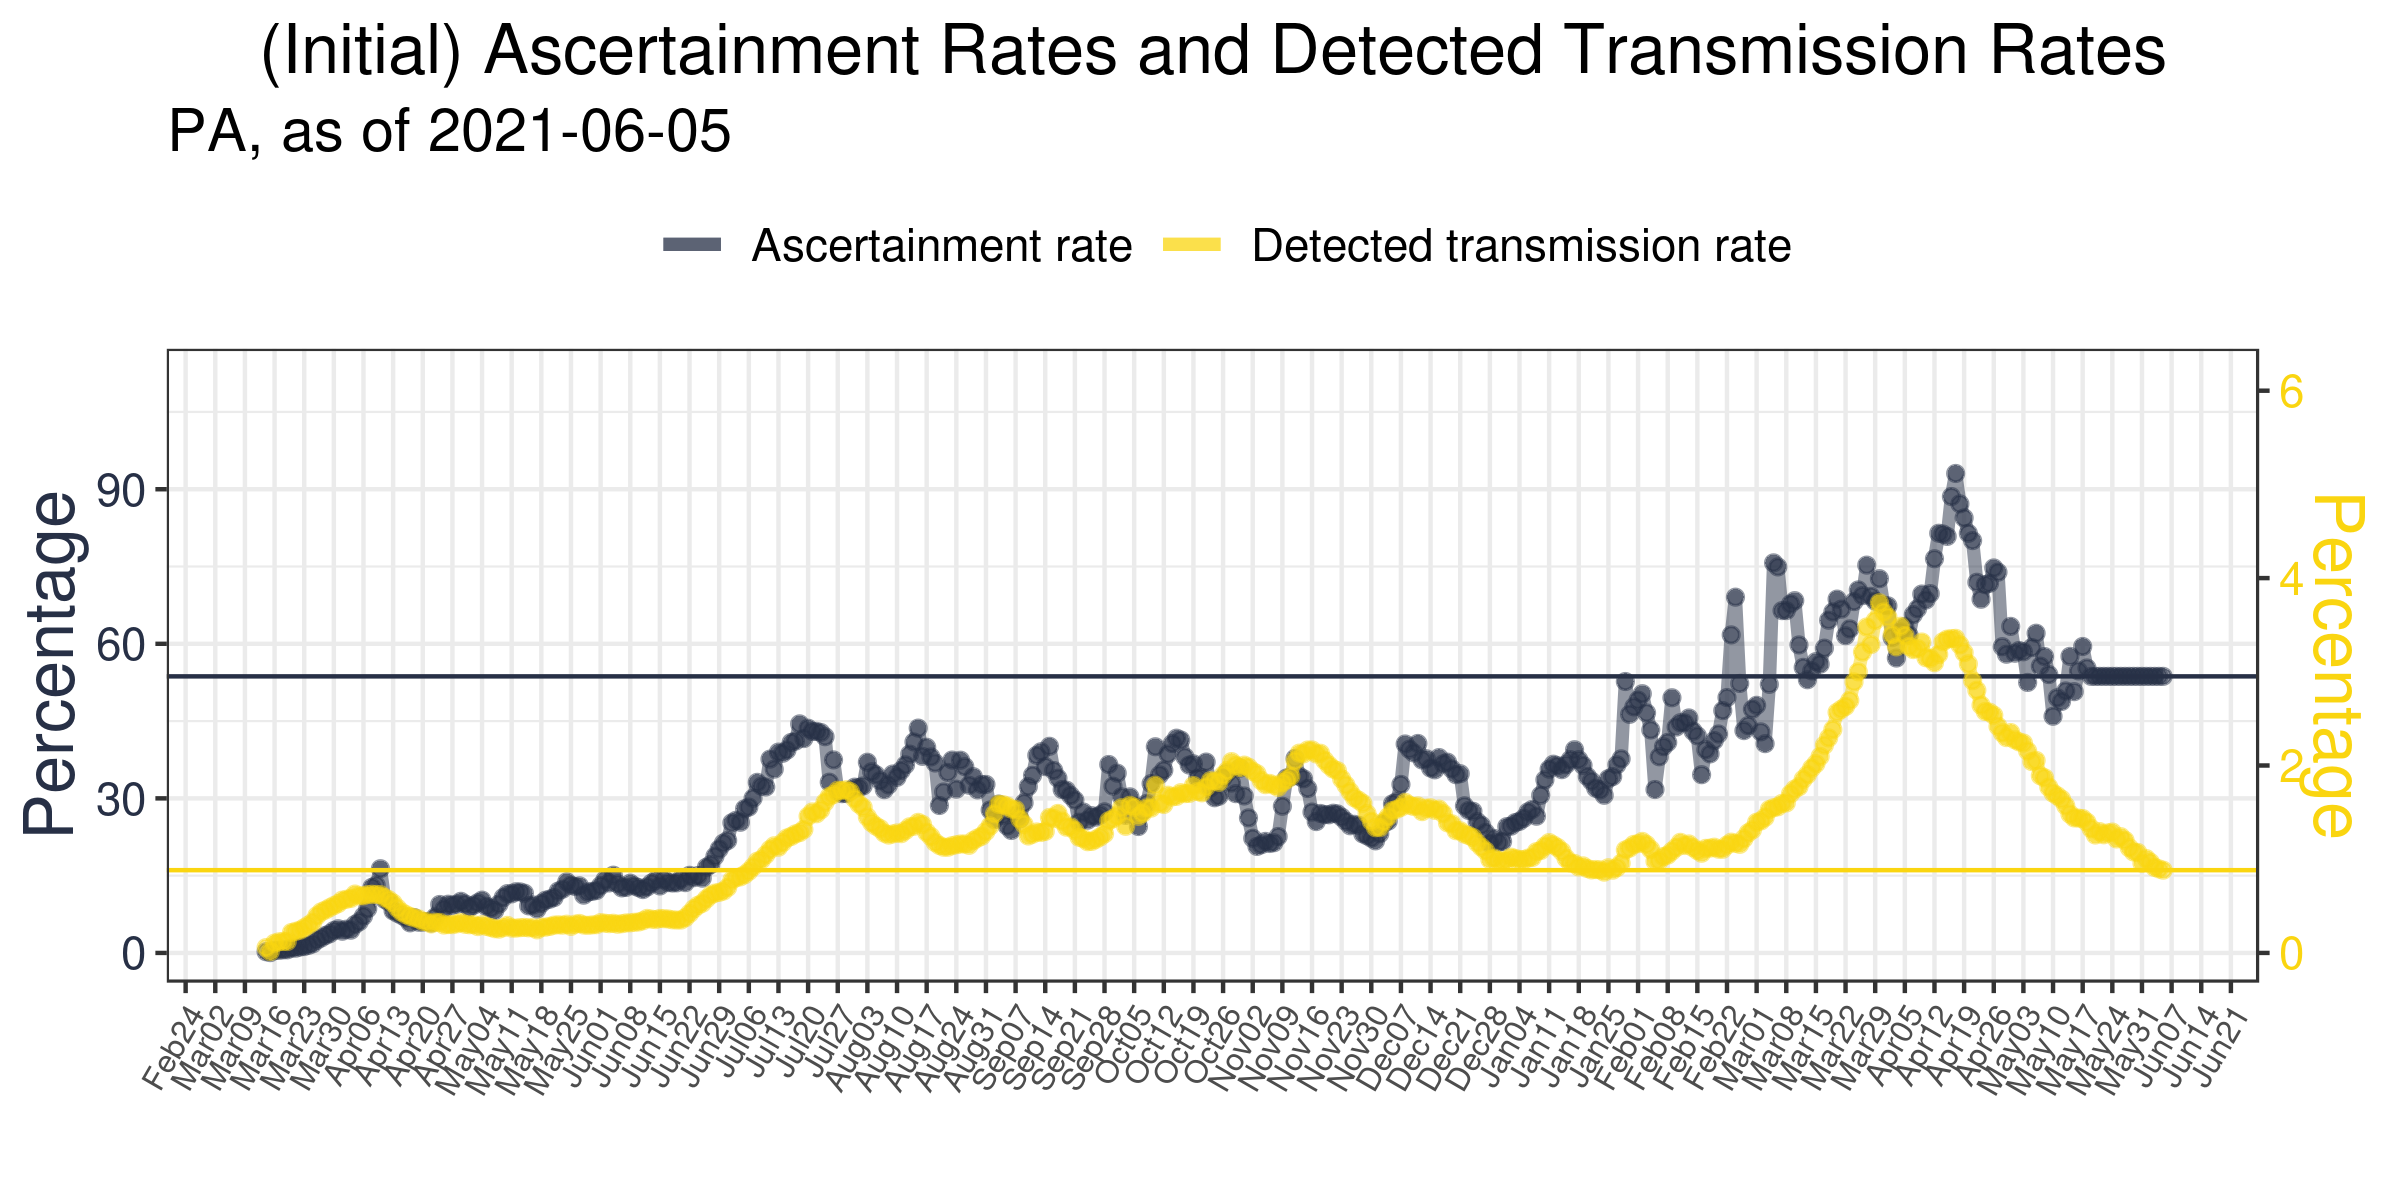 (Initial) Ascertainment Rates and Detected Transmission Rates
PA, as of 2021-06-05
Ascertainment rate Detected transmission rate
Percentage
90
60
30
0
6
4
2
0
Percentage
Feb24 Mar02 Mar09 Mar16 Mar23 Mar30 Apr06 Apr13 Apr20 Apr27 May04 May11 May18 May25 Jun01 Jun08 Jun15 Jun22 Jun29 Jul06 Jul13 Jul20 Jul27 Aug03 Aug10 Aug17 Aug24 Aug31 Sep07 Sep14 Sep21 Sep28 Oct05 Oct12 Oct19 Oct26 Nov02 Nov09 Nov16 Nov23 Nov30 Dec07 Dec14 Dec21 Dec28 Jan04 Jan11 Jan18 Jan25 Feb01 Feb08 Feb15 Feb22 Mar01 Mar08 Mar15 Mar22 Mar29 Apr05 Apr12 Apr19 Apr26 May03 May10 May17 May24 May31 Jun07 Jun14 Jun21